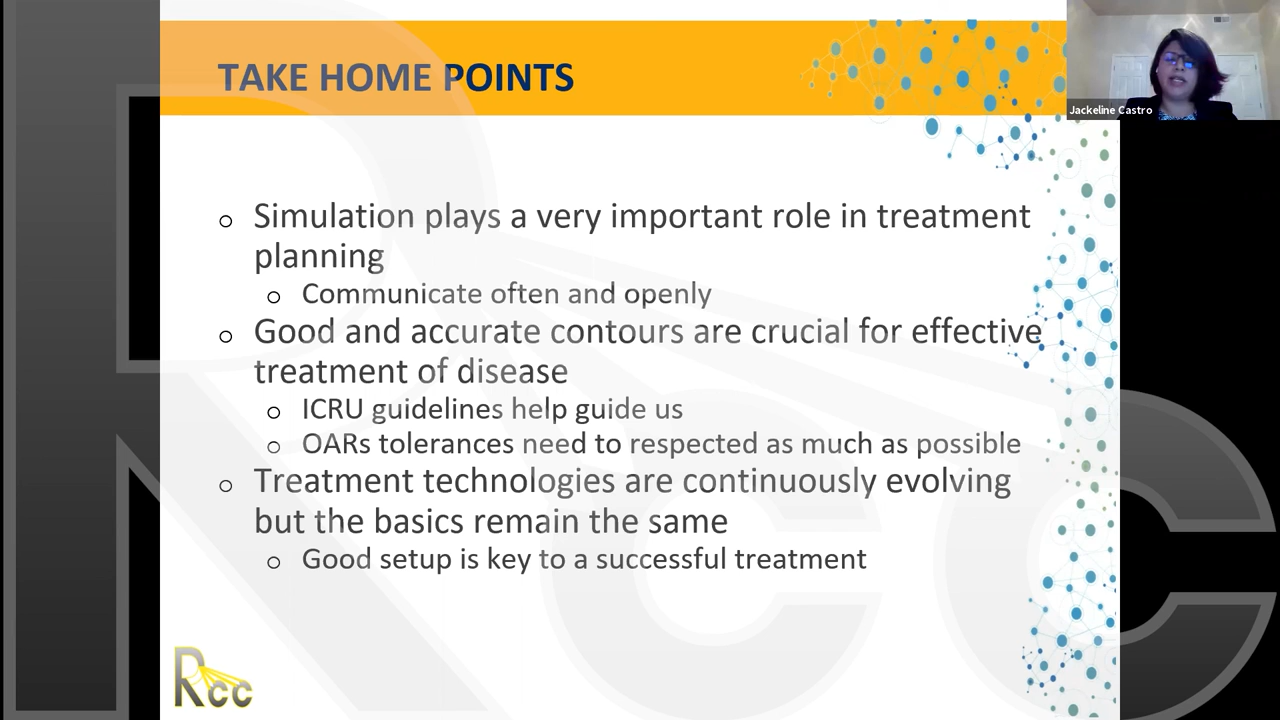 TAKE HOME POINTS
Jackeline Castro
o Simulation plays a very important role in treatment
planning
o Communicate often and openly
o Good and accurate contours are crucial for effective
treatment of disease
o ICRU guidelines help guide us
o OARs tolerances need to respected as much as possible
o Treatment technologies are continuously evolving
but the basics remain the same
o Good setup is key to a successful treatment
Rcc
Rcc